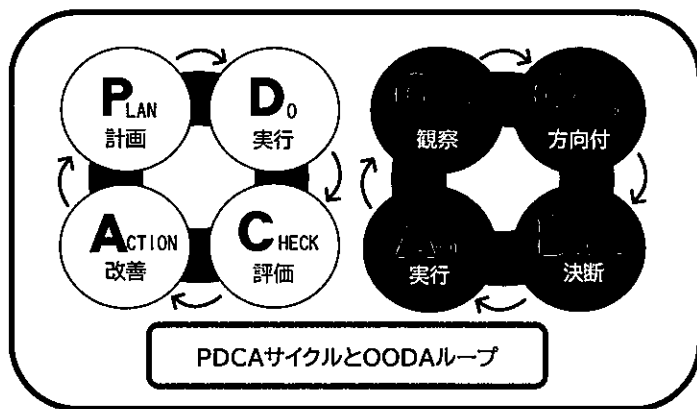 PLAN
計画
DO
実行
観察
方向付
ACTION
改善
CHECK
評価
実行
決断
PDCAサイクルとOODAループ